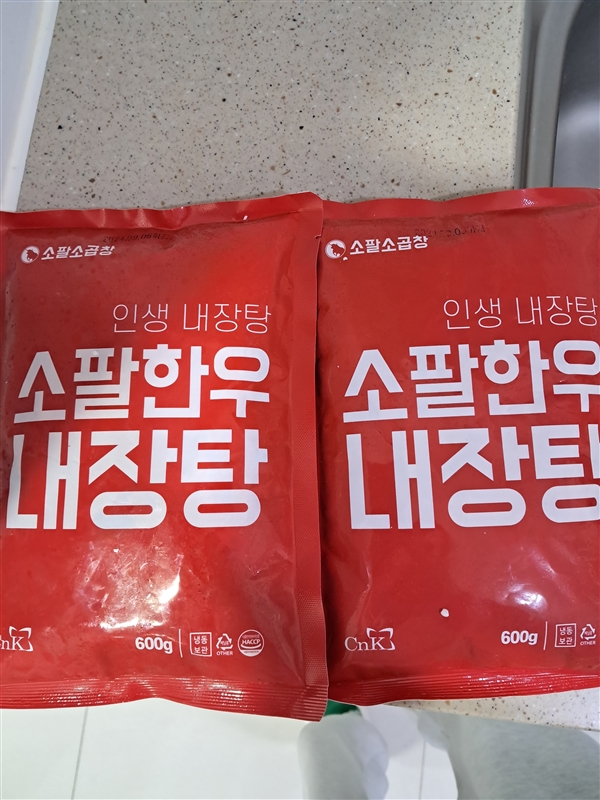 소팔소곱창
인생 내장탕
소팔한우
내장탕
CnK
600g
냉동
보관
OTHER
HACCP
소팔소곱창
인생 내장탕
소팔한우
내장탕
CnK
600g
냉동
보관
OTHER